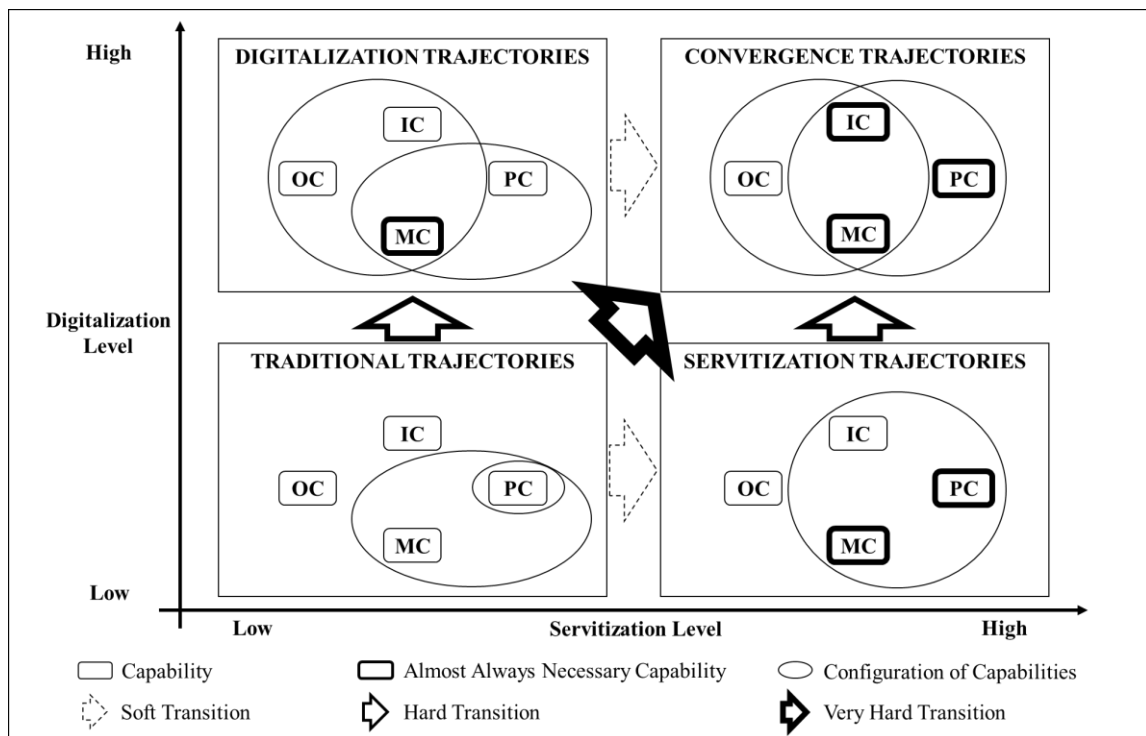 High
DIGITALIZATION TRAJECTORIES
CONVERGENCE TRAJECTORIES
IC
IC
OC
PC
OC
PC
MC
MC
Digitalization
Level
TRADITIONAL TRAJECTORIES
SERVITIZATION TRAJECTORIES
IC
IC
OC
PC
OC
PC
MC
MC
Low
Low
Servitization Level
High
Capability
Almost Always Necessary Capability
Configuration of Capabilities
Soft Transition
Hard Transition
Very Hard Transition